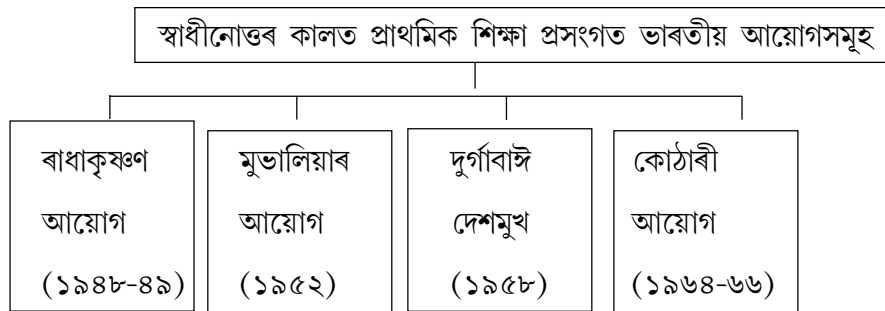 স্বাধীনোত্তৰ কালত প্ৰাথমিক শিক্ষা প্ৰসংগত ভাৰতীয় আয়োগসমূহ
ৰাধাকৃষ্ণণ
আয়োগ
(১৯৪৮-৪৯)
মুভালিয়াৰ
আয়োগ
(১৯৫২)
দুৰ্গাবাঈ
দেশমুখ
(১৯৫৮)
কোঠাৰী
আয়োগ
(১৯৬৪-৬৬)